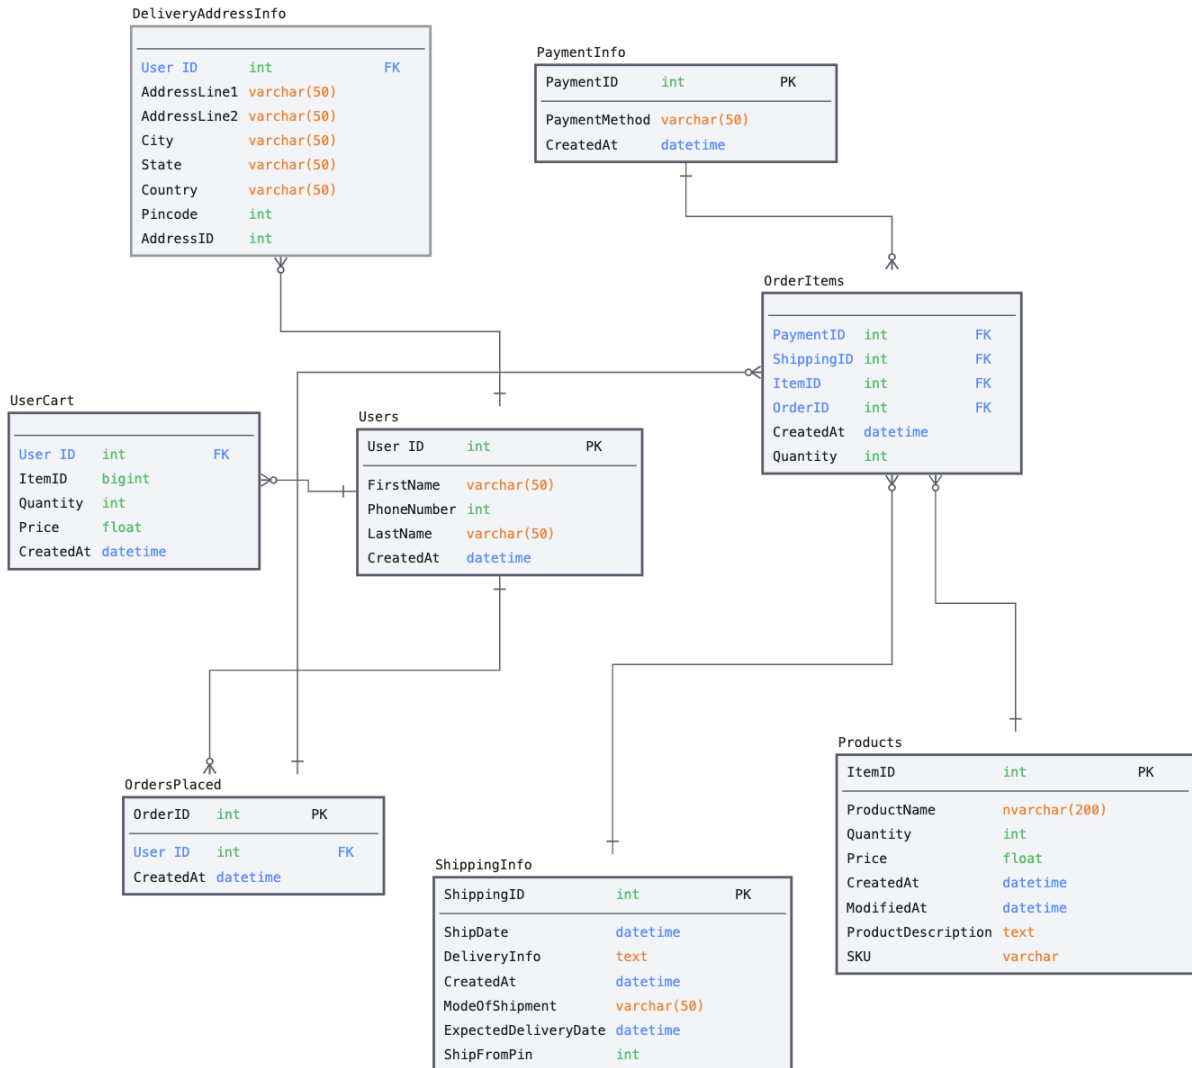 DeliveryAddressInfo
User ID int FK
AddressLine1 varchar(50)
AddressLine2 varchar(50)
City varchar(50)
State varchar(50)
Country varchar(50)
Pincode int
AddressID int
PaymentInfo
PaymentID int PK
PaymentMethod varchar(50)
CreatedAt datetime
OrderItems
PaymentID int FK
ShippingID int FK
ItemID int FK
OrderID int FK
CreatedAt datetime
Quantity int
UserCart
User ID int FK
ItemID bigint
Quantity int
Price float
CreatedAt datetime
Users
User ID int PK
FirstName varchar(50)
PhoneNumber int
LastName varchar(50)
CreatedAt datetime
OrdersPlaced
OrderID int PK
User ID int FK
CreatedAt datetime
ShippingInfo
ShippingID int PK
ShipDate datetime
DeliveryInfo text
CreatedAt datetime
ModeOfShipment varchar(50)
ExpectedDeliveryDate datetime
ShipFromPin int
Products
ItemID int PK
ProductName nvarchar(200)
Quantity int
Price float
CreatedAt datetime
ModifiedAt datetime
ProductDescription text
SKU varchar